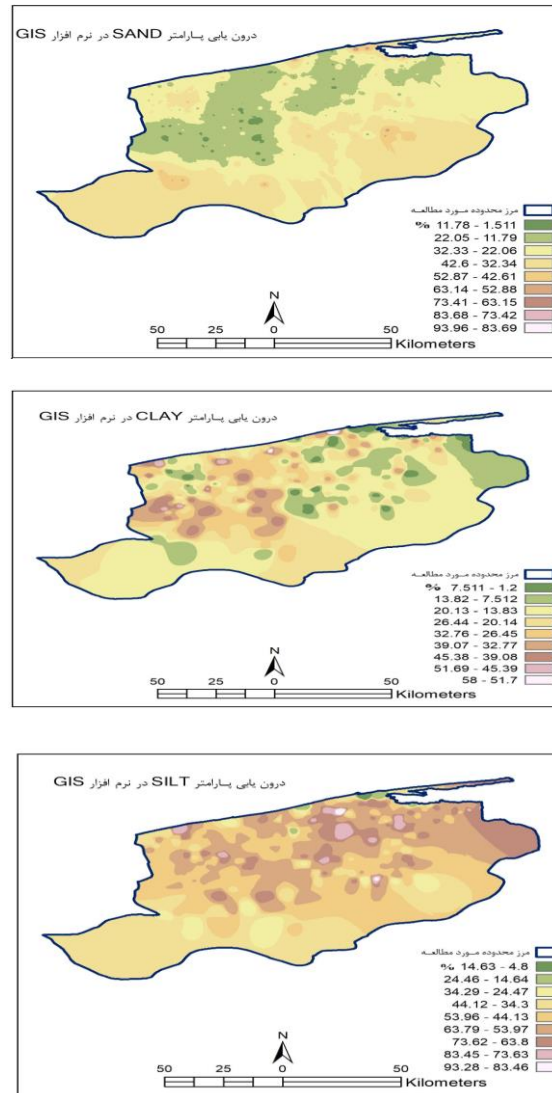 درون یابی پارامتر SAND در نرم افزار GIS
مرز محدوده مورد مطالعه
% 11.78 - 1.511
22.05 - 11.79
32.33 - 22.06
42.6 - 32.34
52.87 - 42.61
63.14 - 52.88
73.41 - 63.15
83.68 - 73.42
93.96 - 83.69
N
50 0 50
Kilometers
درون یابی پارامتر CLAY در نرم افزار GIS
مرز محدوده مورد مطالعه
% 7.511 - 1.2
13.82 - 7.512
20.13 - 13.83
26.44 - 20.14
32.76 - 26.45
39.07 - 32.77
45.38 - 39.08
51.69 - 45.39
58 - 51.7
N
50 0 50
Kilometers
درون یابی پارامتر SILT در نرم افزار GIS
مرز محدوده مورد مطالعه
% 14.63 - 4.8
24.46 - 14.64
34.29 - 24.47
44.12 - 34.3
53.96 - 44.13
63.79 - 53.97
73.62 - 63.8
83.45 - 73.63
93.28 - 83.46
N
50 0 50
Kilometers